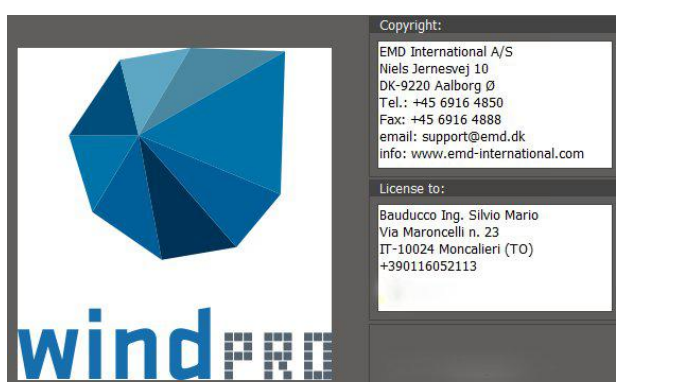 windPRO
Copyright:
EMD International A/S
Niels Jernesvej 10
DK-9220 Aalborg Ø
Tel.: +45 6916 4850
Fax: +45 6916 4888
email: support@emd.dk
info: www.emd-international.com
License to:
Bauducco Ing. Silvio Mario
Via Maroncelli n. 23
IT-10024 Moncalieri (TO)
+390116052113